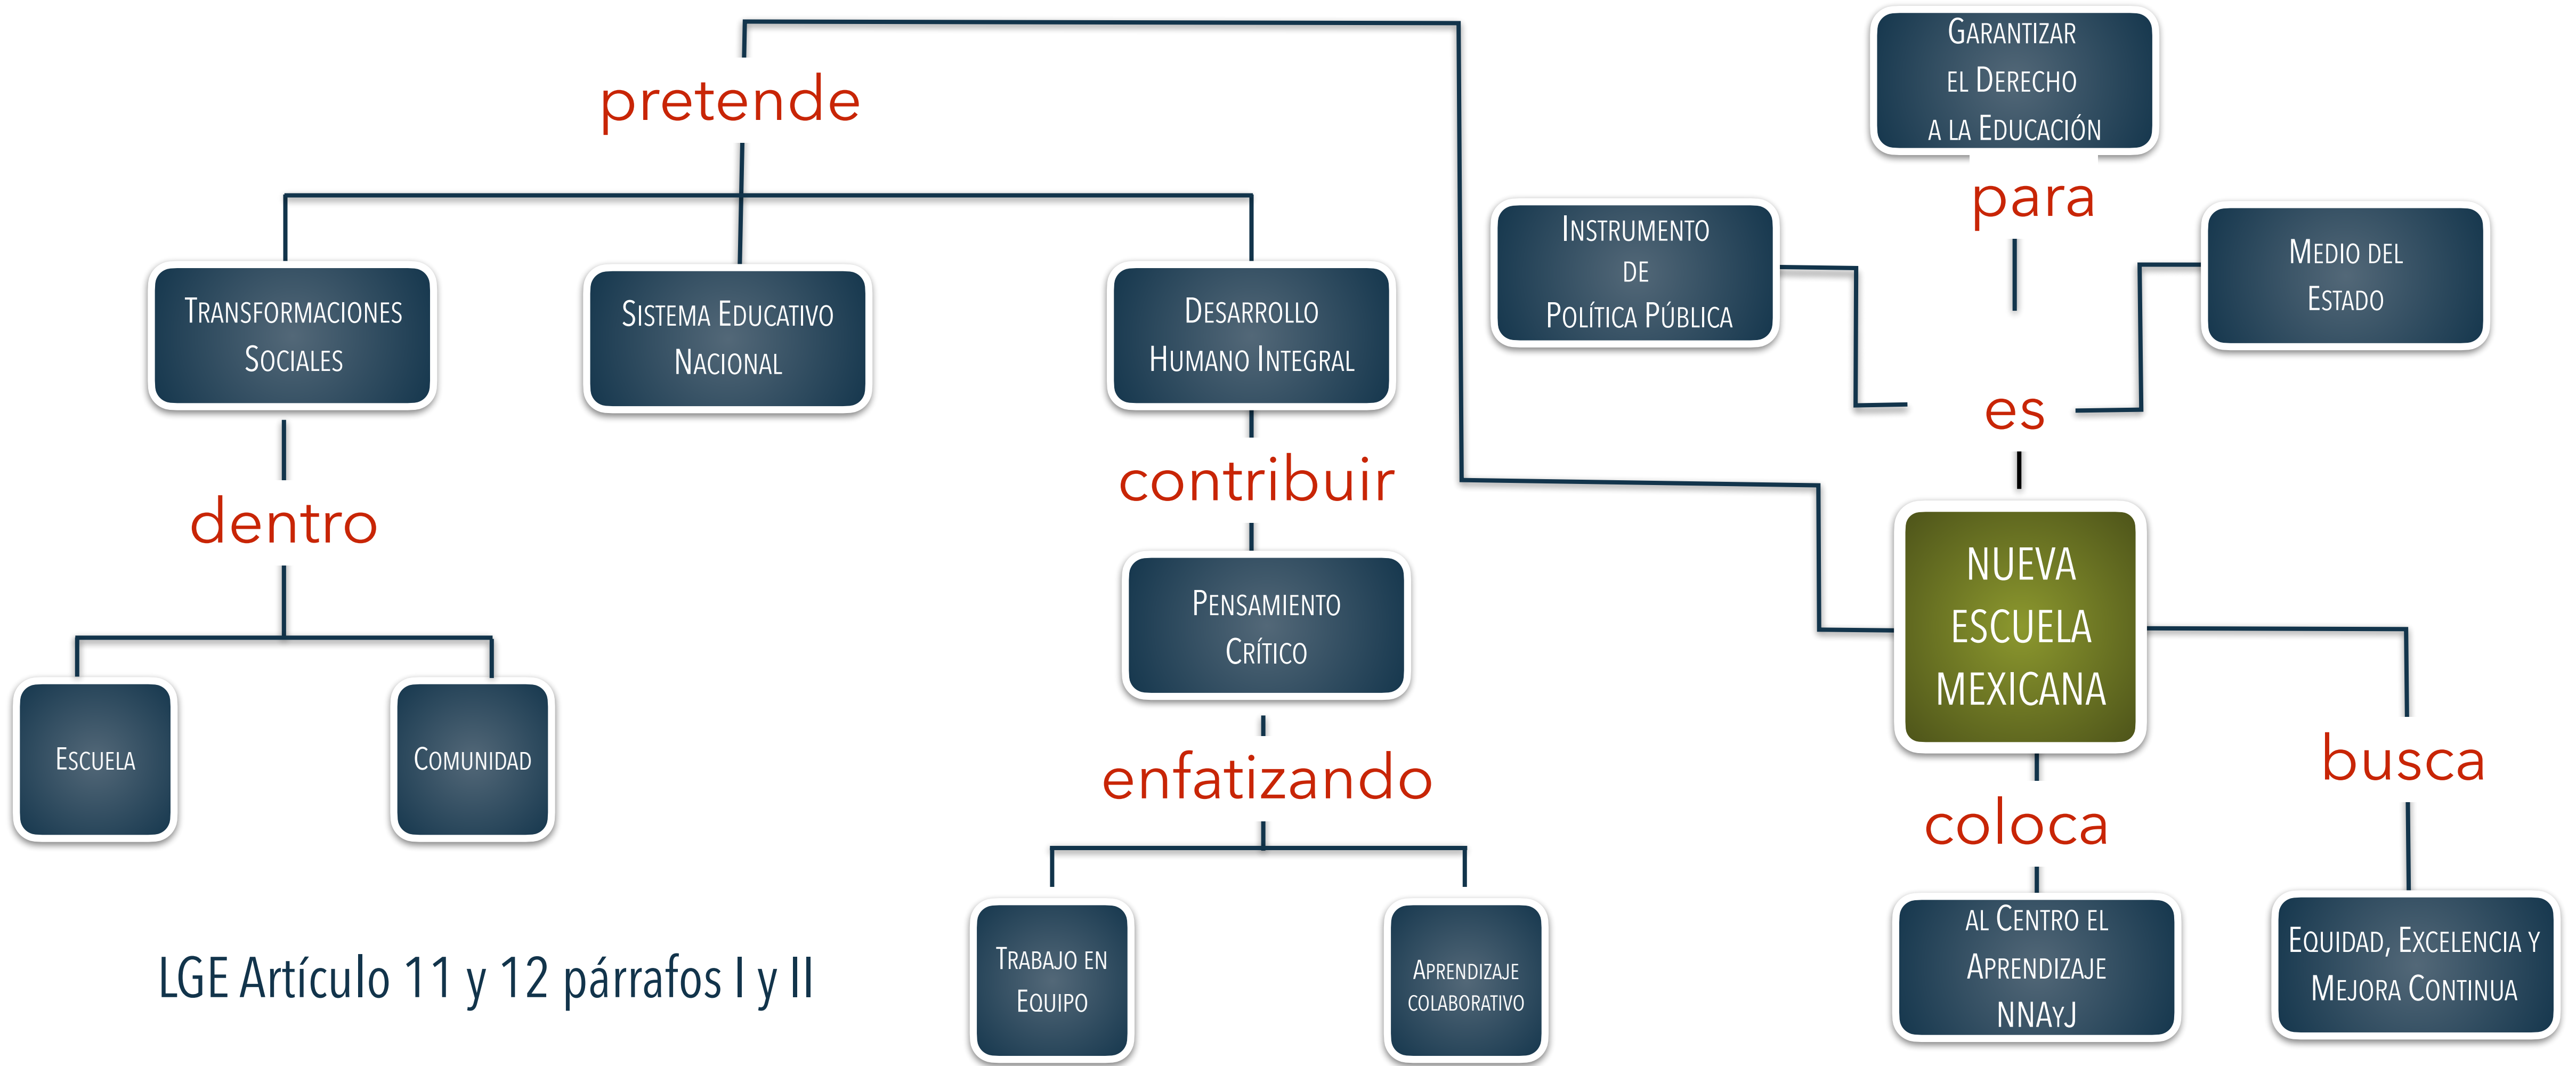 GARANTIZAR
EL DERECHO
A LA EDUCACIÓN
pretende
para
INSTRUMENTO
DE
POLÍTICA PÚBLICA
MEDIO DEL
ESTADO
TRANSFORMACIONES
SOCIALES
SISTEMA EDUCATIVO
NACIONAL
DESARROLLO
HUMANO INTEGRAL
es
contribuir
dentro
NUEVA
ESCUELA
MEXICANA
PENSAMIENTO
CRÍTICO
ESCUELA
COMUNIDAD
enfatizando
coloca
busca
TRABAJO EN
EQUIPO
APRENDIZAJE
COLABORATIVO
AL CENTRO EL
APRENDIZAJE
NNAYJ
EQUIDAD, EXCELENCIA Y
MEJORA CONTINUA
LGE Artículo 11 y 12 párrafos I y II